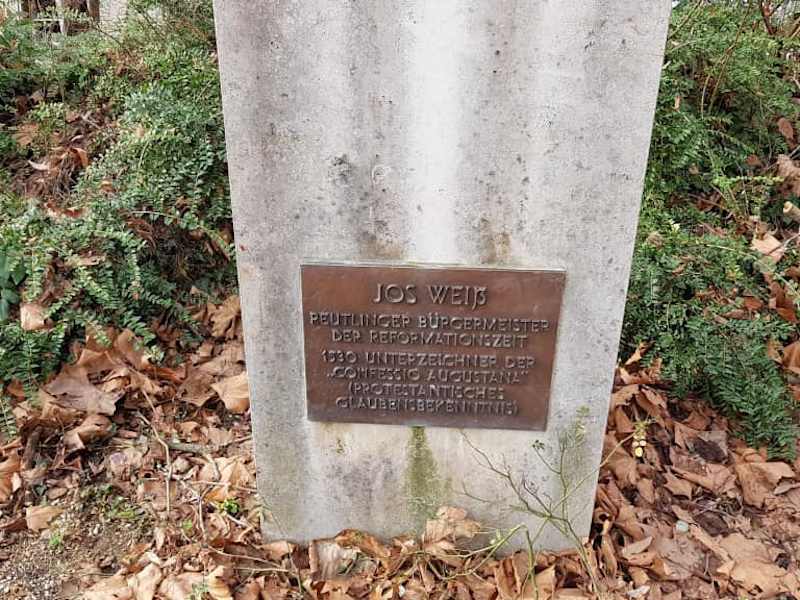 JOS WEIß
REUTLINGER BÜRGERMEISTER
DER REFORMATIONSZEIT
1530 UNTERZEICHNER DER
„CONFESSIO AUGUSTANA"
(PROTESTANTISCHES
GLAUBENSBEKENNTNIS)